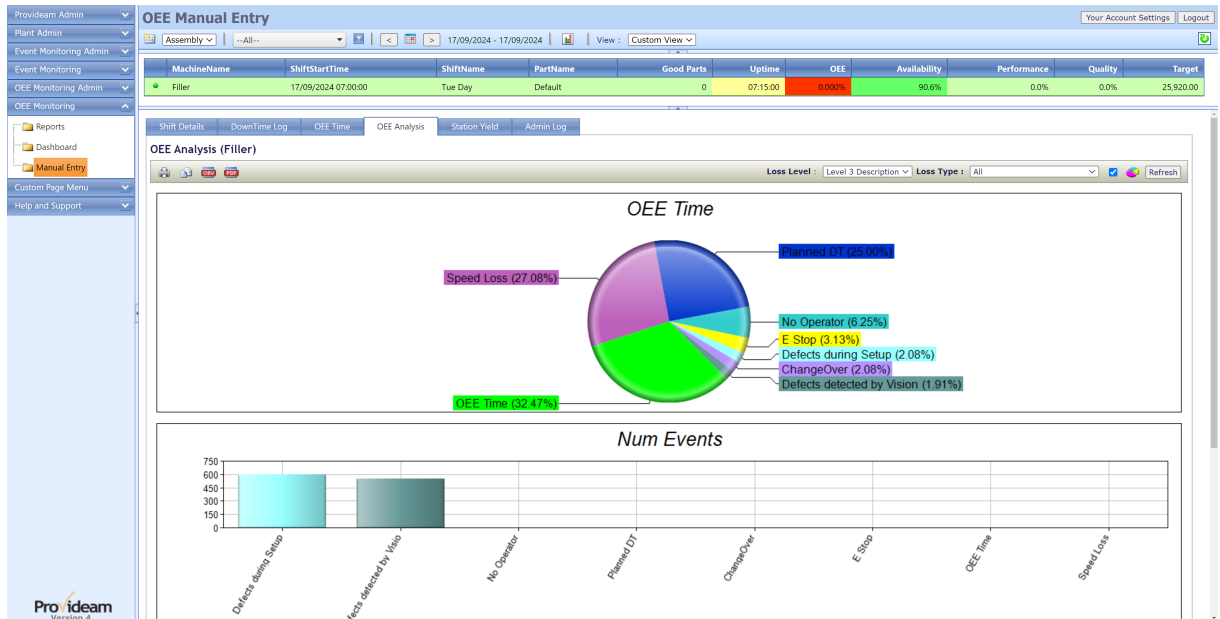 Provideam Admin
Plant Admin
Event Monitoring Admin
Event Monitoring
OEE Monitoring Admin
OEE Monitoring
Reports
Dashboard
Manual Entry
Custom Page Menu
Help and Support
Provideam
Version 4
OEE Manual Entry
Your Account Settings Logout
Assembly --All-- < > 17/09/2024 - 17/09/2024 View : Custom View
MachineName ShiftStartTime ShiftName PartName Good Parts Uptime OEE Availability Performance Quality Target
Filler 17/09/2024 07:00:00 Tue Day Default 0 07:15:00 0.000% 90.6% 0.0% 0.0% 25,920.00
Shift Details DownTime Log OEE Time OEE Analysis Station Yield Admin Log
OEE Analysis (Filler)
CSV PDF Loss Level : Level 3 Description Loss Type : All Refresh
OEE Time
Planned DT (25.00%)
Speed Loss (27.08%)
No Operator (6.25%)
E Stop (3.13%)
Defects during Setup (2.08%)
ChangeOver (2.08%)
Defects detected by Vision (1.91%)
OEE Time (32.47%)
Num Events
750
600
450
300
150
0
Defects during Setup
fects detected by Visio
No Operator
Planned DT
ChangeOver
E Stop
OEE Time
Speed Loss